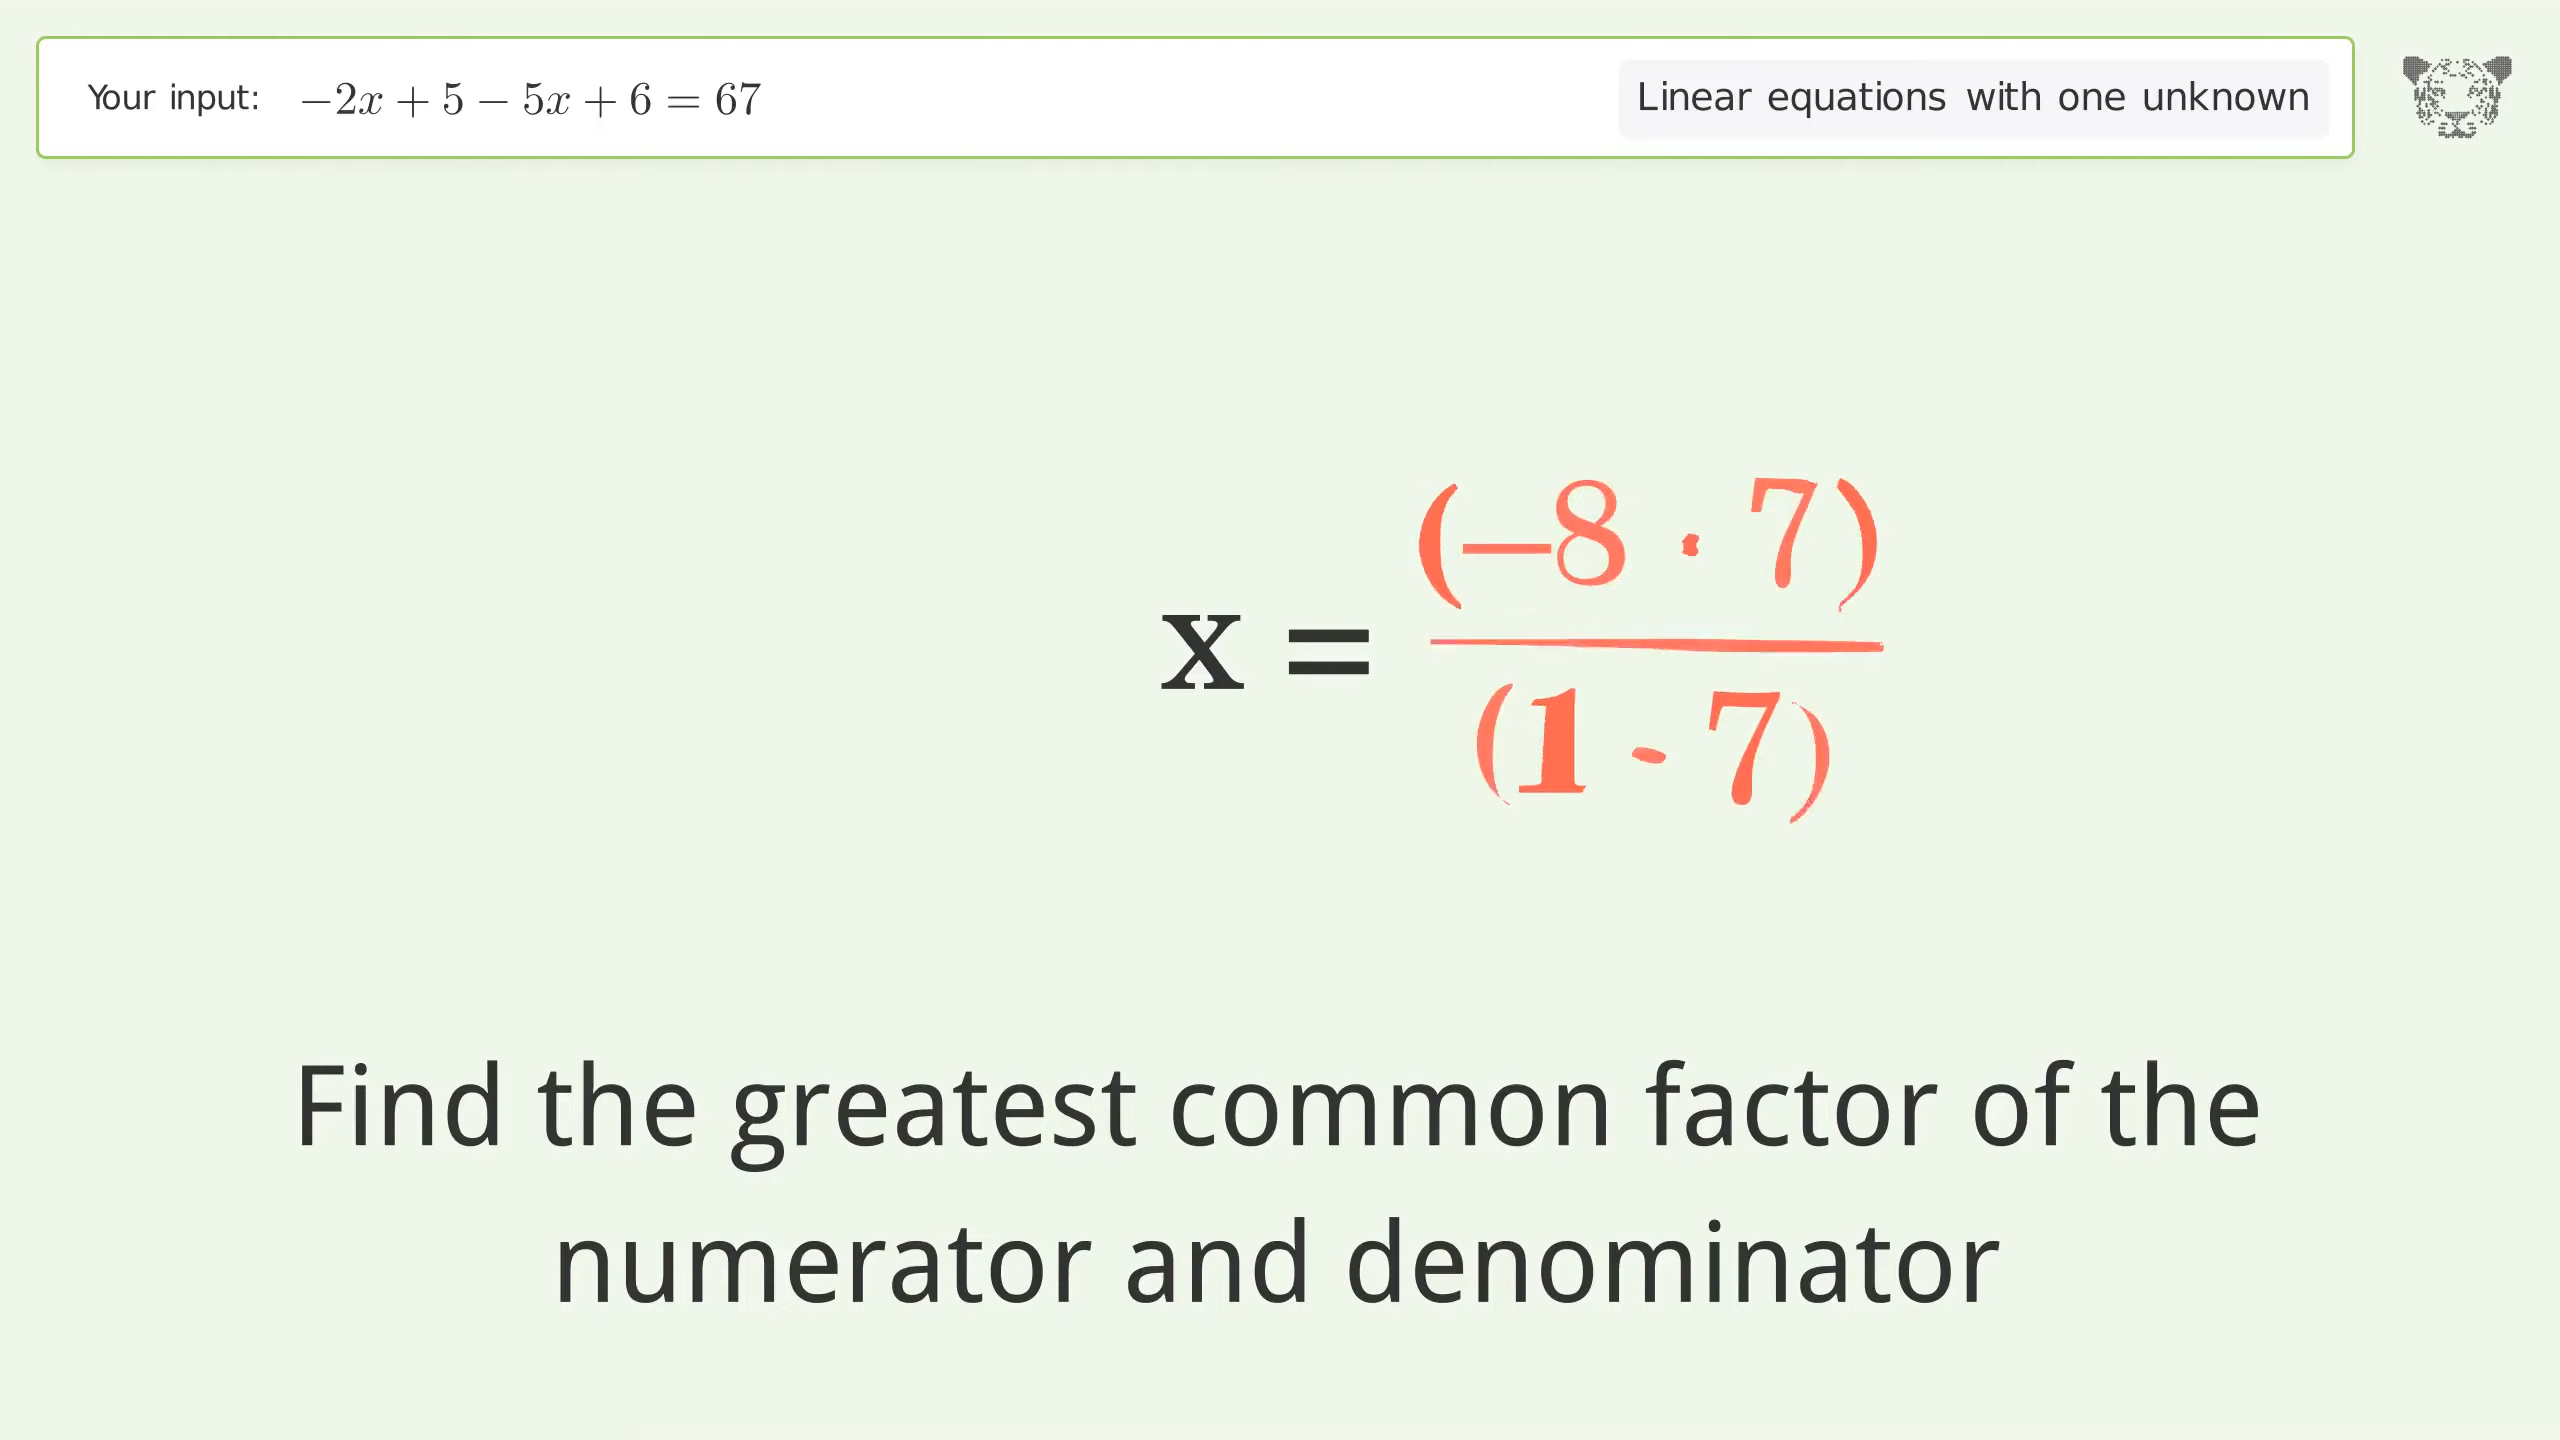 Your input: −2x + 5 − 5x + 6 = 67
Linear equations with one unknown
(−8 · 7)
x =
(1 · 7)
Find the greatest common factor of the
numerator and denominator